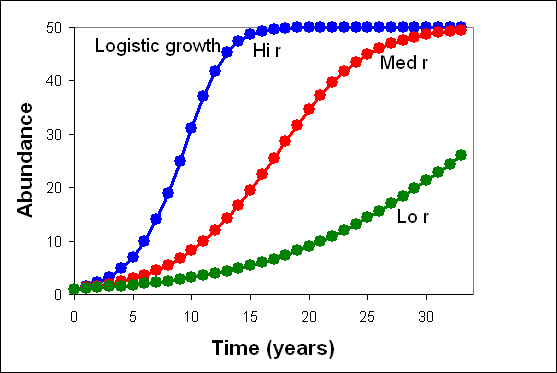 50
Logistic growth
Hi r
Med r
40
30
Abundance
20
Lo r
10
0
0 5 10 15 20 25 30
Time (years)